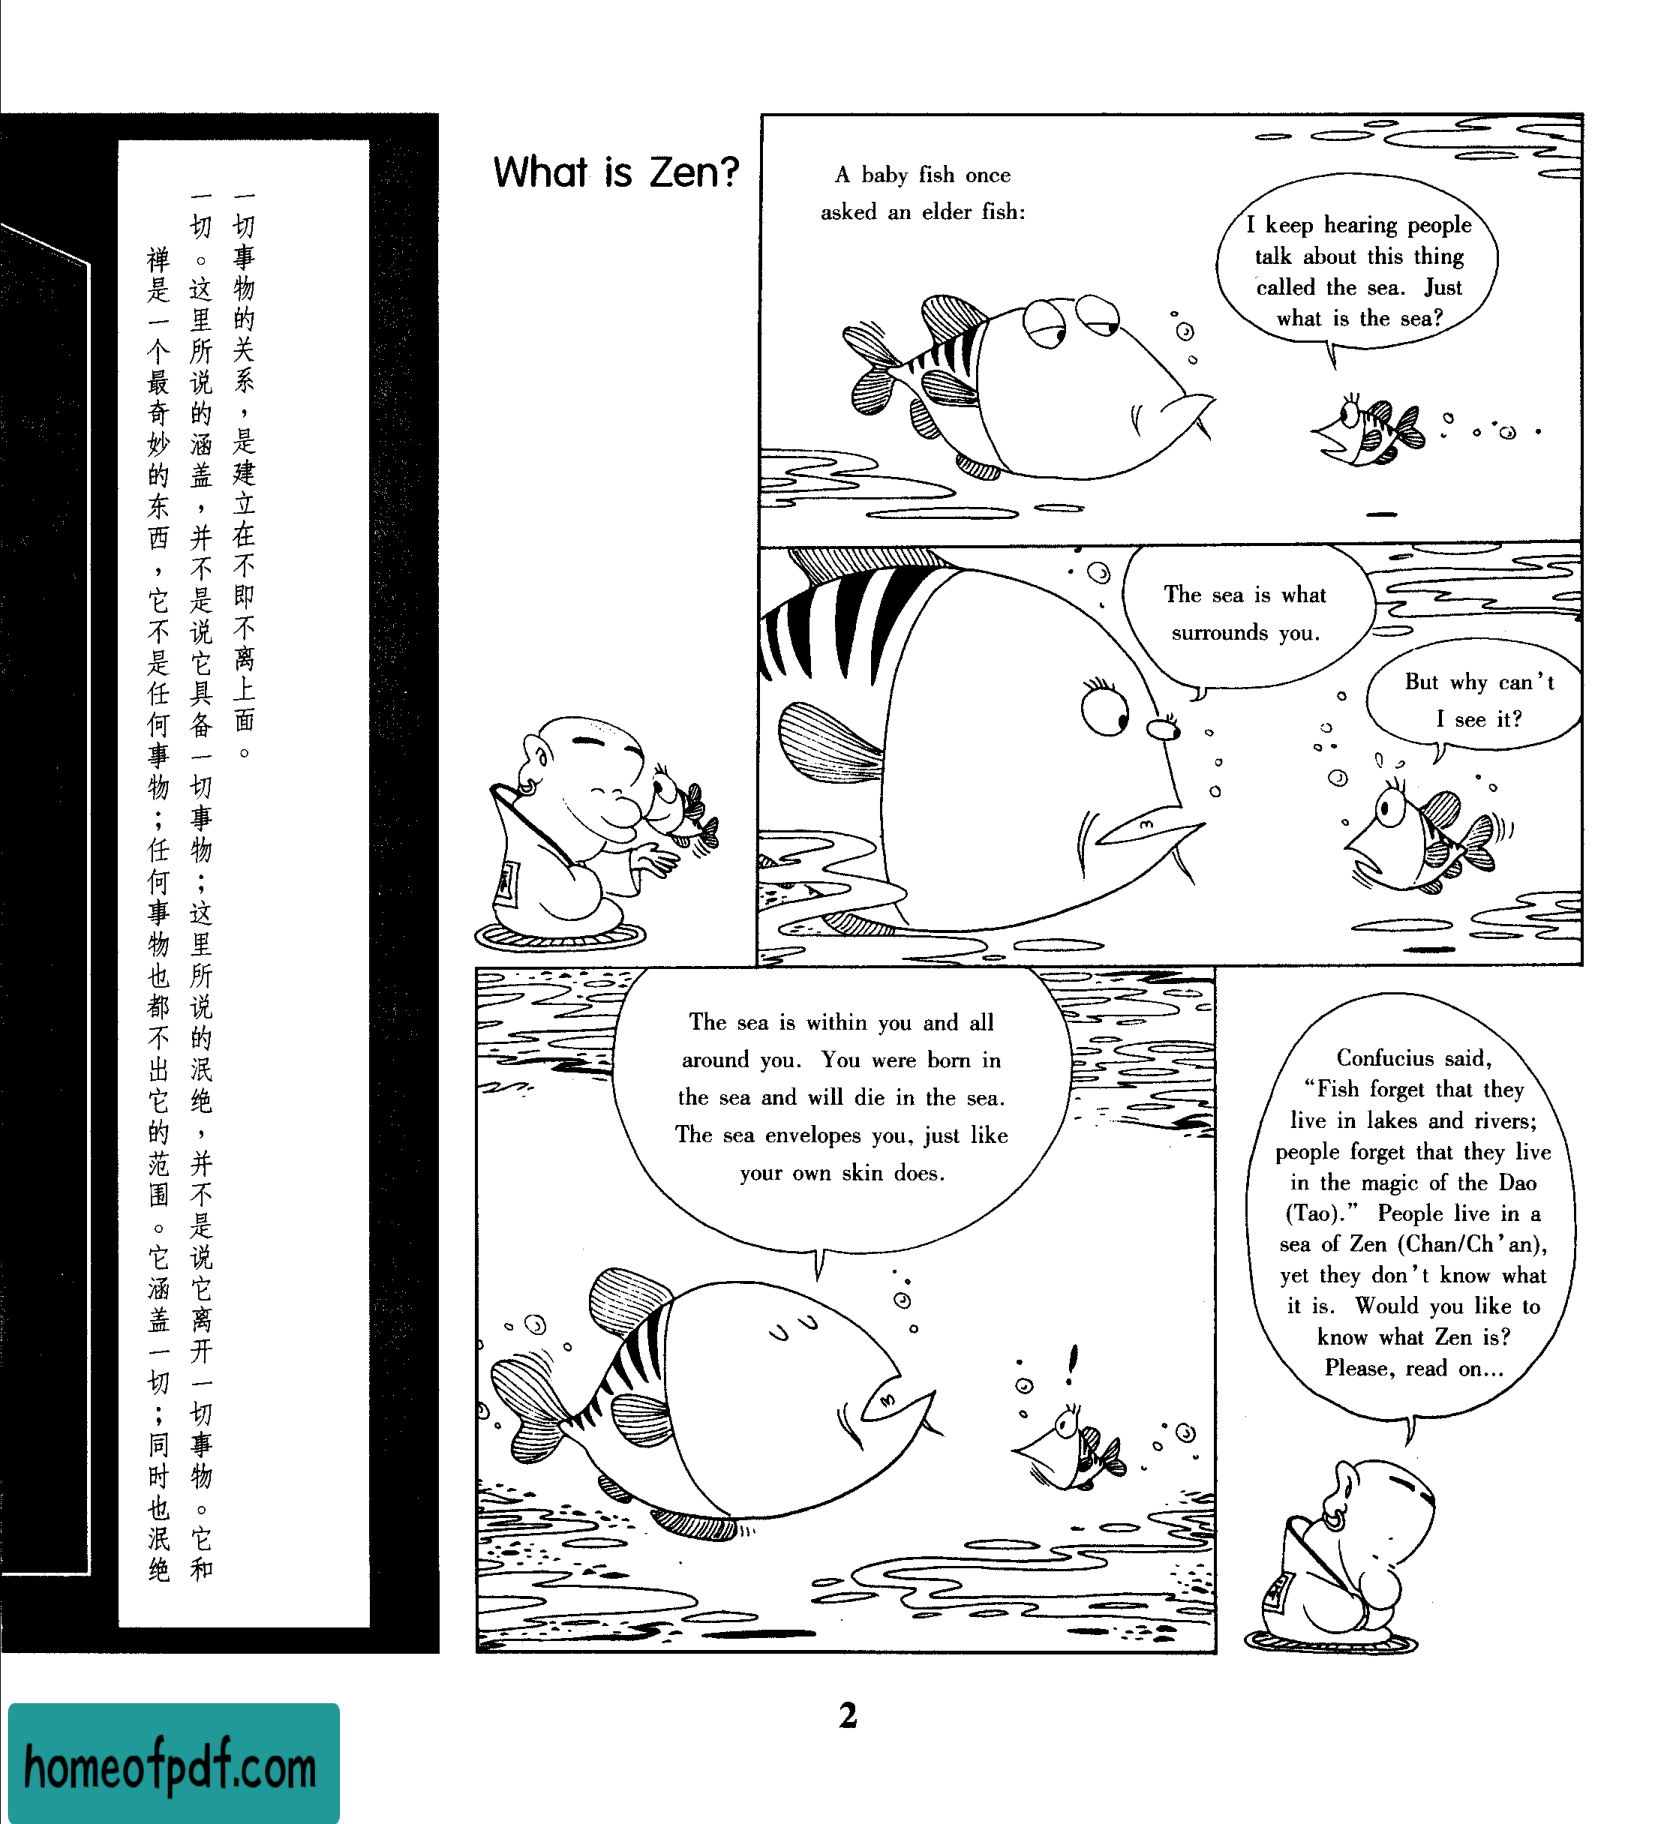 禅是一个最奇妙的东西，它不是任何事物；任何事物也都不出它的范围。它涵盖一切；同时也泯绝
一切。这里所说的涵盖，并不是说它具备一切事物；这里所说的泯绝，并不是说它离开一切事物。它和
一切事物的关系，是建立在不即不离上面。
What is Zen?
A baby fish once
asked an elder fish:
I keep hearing people
talk about this thing
called the sea. Just
what is the sea?
The sea is what
surrounds you.
But why can't
I see it?
The sea is within you and all
around you. You were born in
the sea and will die in the sea.
The sea envelopes you, just like
your own skin does.
!
Confucius said,
“Fish forget that they
live in lakes and rivers;
people forget that they live
in the magic of the Dao
(Tao).” People live in a
sea of Zen (Chan/Ch'an),
yet they don't know what
it is. Would you like to
know what Zen is?
Please, read on...
2
homeofpdf.com